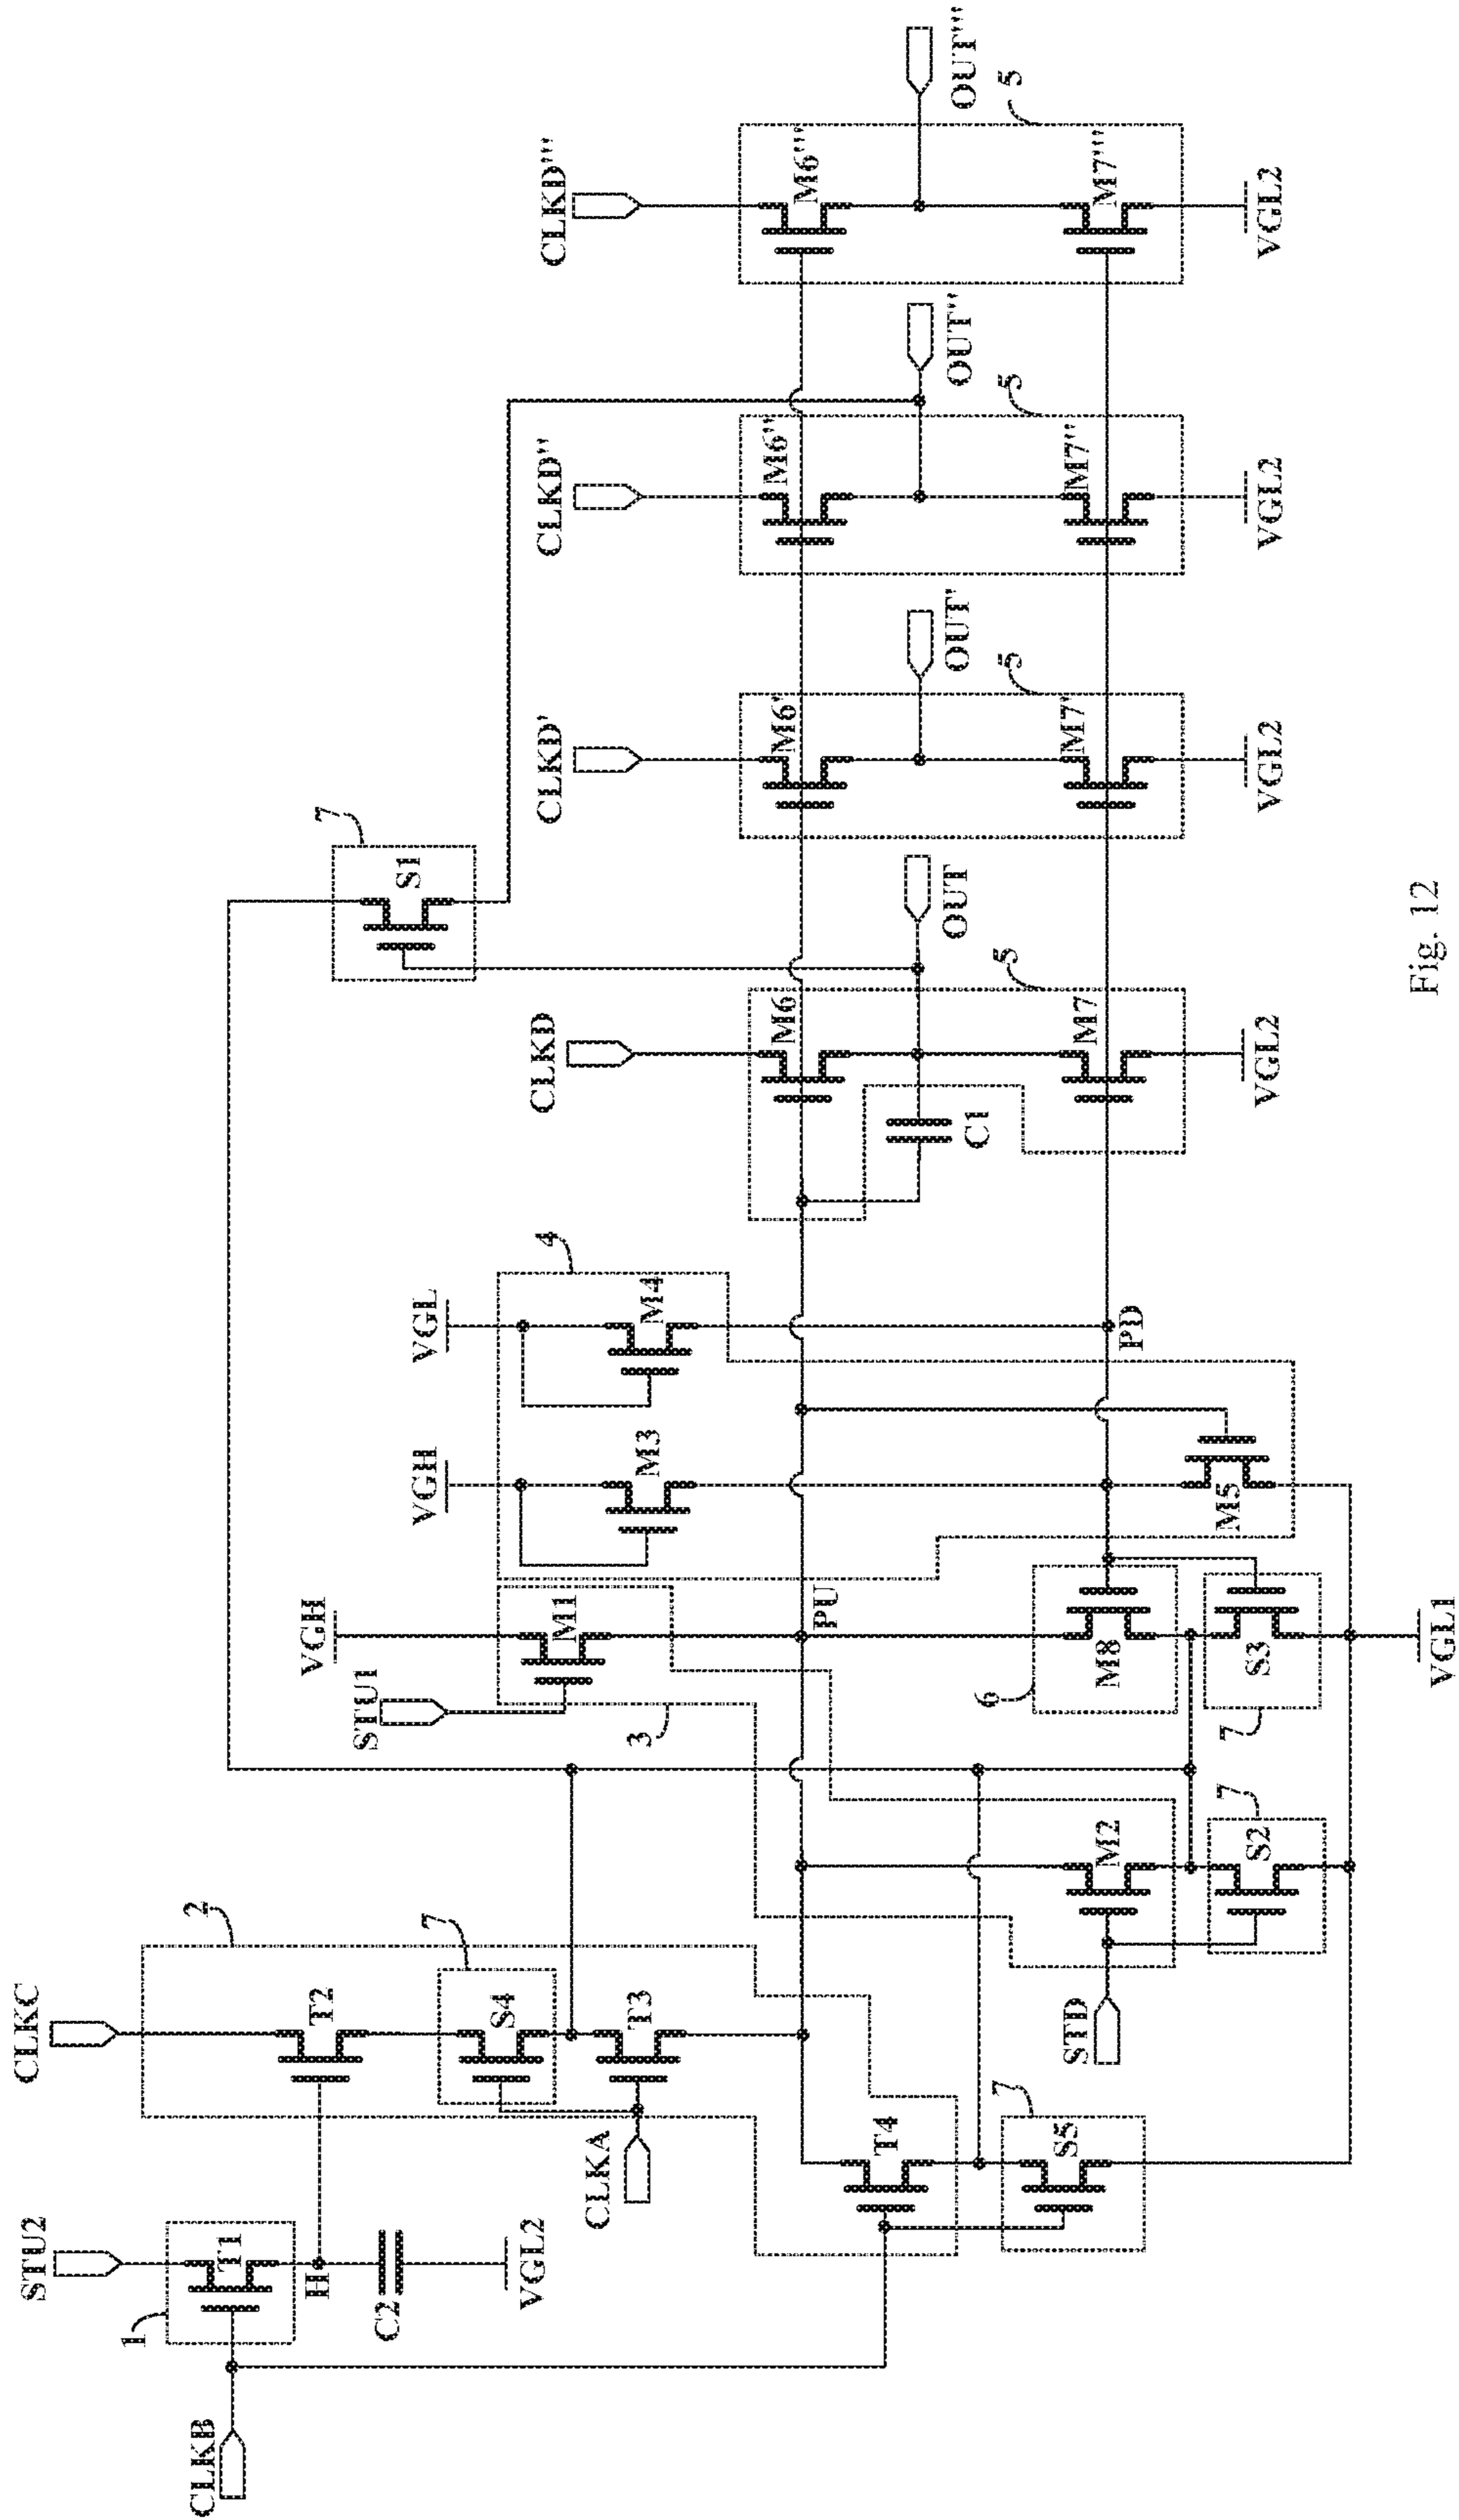 CLKB
STU2
1
T1
H
C2
VGL2
CLKC
2
T2
7
S4
T3
CLKA
T4
7
S5
STD
M2
7
S2
STU1
3
VGH
M1
PU
6
M8
7
S3
VGL1
VGH
M3
M5
VGL
M4
4
PD
C1
CLKD
M6
M7
5
OUT
VGL2
7
S1
CLKD'
M6'
M7'
5
OUT'
VGL2
CLKD''
M6''
M7''
5
OUT''
VGL2
CLKD'''
M6'''
M7'''
5
OUT'''
VGL2
Fig. 12